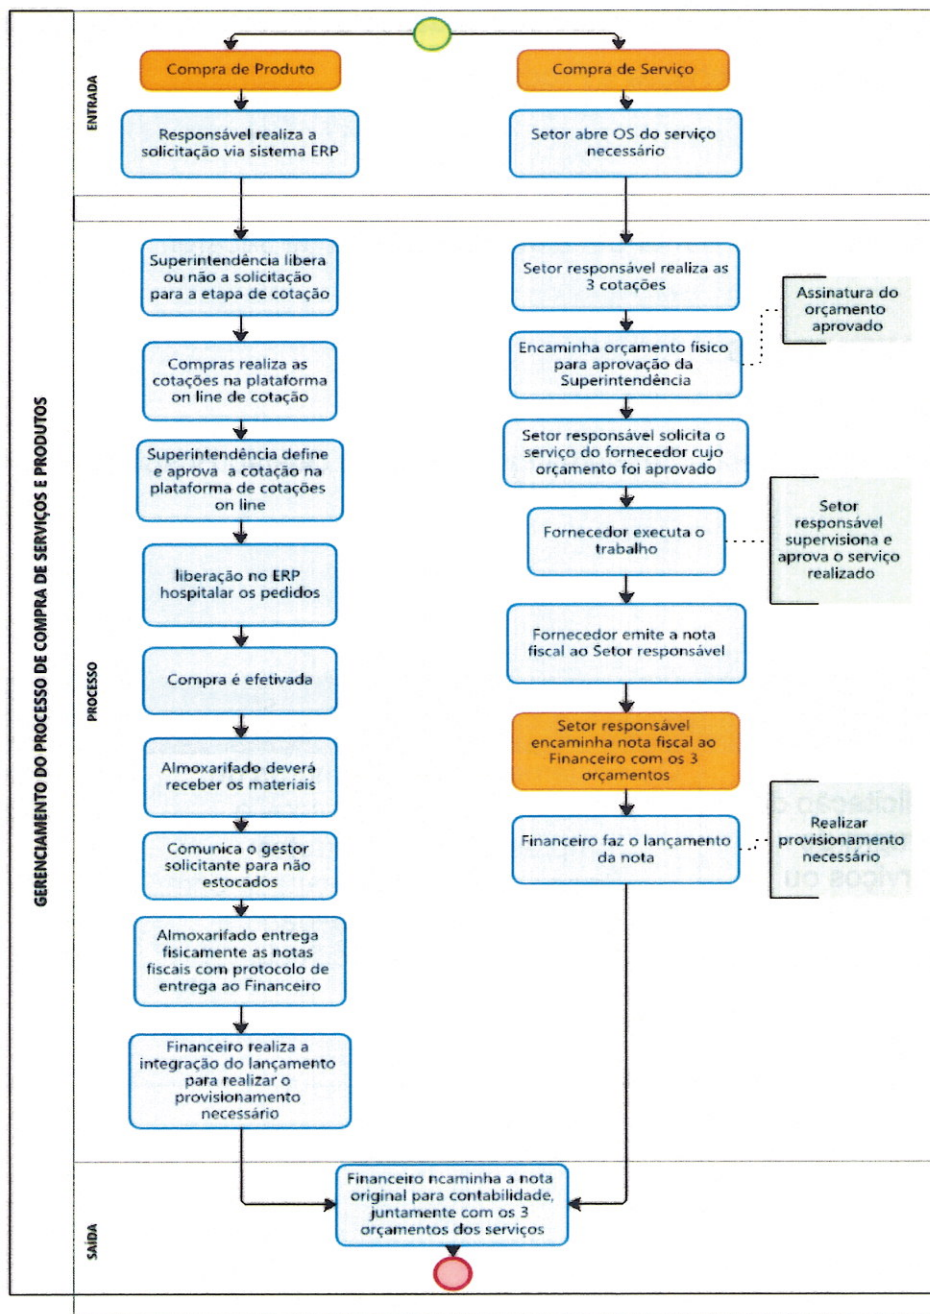 GERENCIAMENTO DO PROCESSO DE COMPRA DE SERVIÇOS E PRODUTOS
ENTRADA
Compra de Produto
Responsável realiza a
solicitação via sistema ERP
Compra de Serviço
Setor abre OS do serviço
necessário
PROCESSO
Superintendência libera
ou não a solicitação
para a etapa de cotação
Compras realiza as
cotações na plataforma
on line de cotação
Superintendência define
e aprova a cotação na
plataforma de cotações
on line
liberação no ERP
hospitalar os pedidos
Compra é efetivada
Almoxarifado deverá
receber os materiais
Comunica o gestor
solicitante para não
estocados
Almoxarifado entrega
fisicamente as notas
fiscais com protocolo de
entrega ao Financeiro
Financeiro realiza a
integração do lançamento
para realizar o
provisionamento
necessário
Setor responsável realiza as
3 cotações
Encaminha orçamento físico
para aprovação da
Superintendência
Assinatura do
orçamento
aprovado
Setor responsável solicita o
serviço do fornecedor cujo
orçamento foi aprovado
Fornecedor executa o
trabalho
Setor
responsável
supervisiona e
aprova o serviço
realizado
Fornecedor emite a nota
fiscal ao Setor responsável
Setor responsável
encaminha nota fiscal ao
Financeiro com os 3
orçamentos
Financeiro faz o lançamento
da nota
Realizar
provisionamento
necessário
SAÍDA
Financeiro ncaminha a nota
original para contabilidade,
juntamente com os 3
orçamentos dos serviços